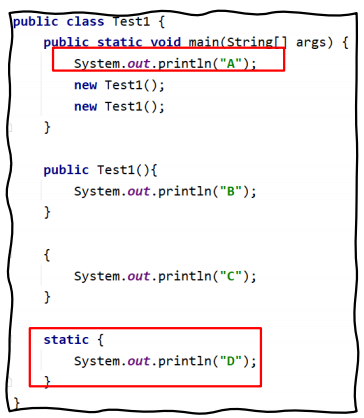 public class Test1 {
public static void main(String[] args) {
System.out.println("A");
new Test1();
new Test1();
}
public Test1(){
System.out.println("B");
}
{
System.out.println("C");
}
static {
System.out.println("D");
}
}